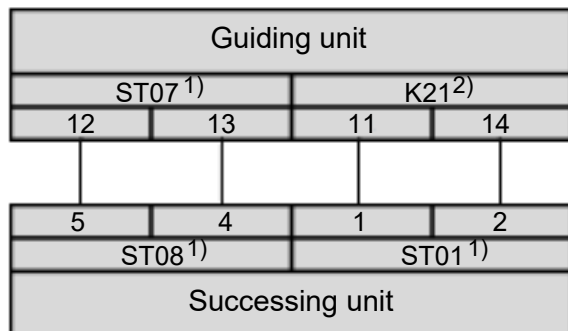 Guiding unit
ST07 1) K21 2)
12 13 11 14
5 4 1 2
ST08 1) ST01 1)
Successing unit